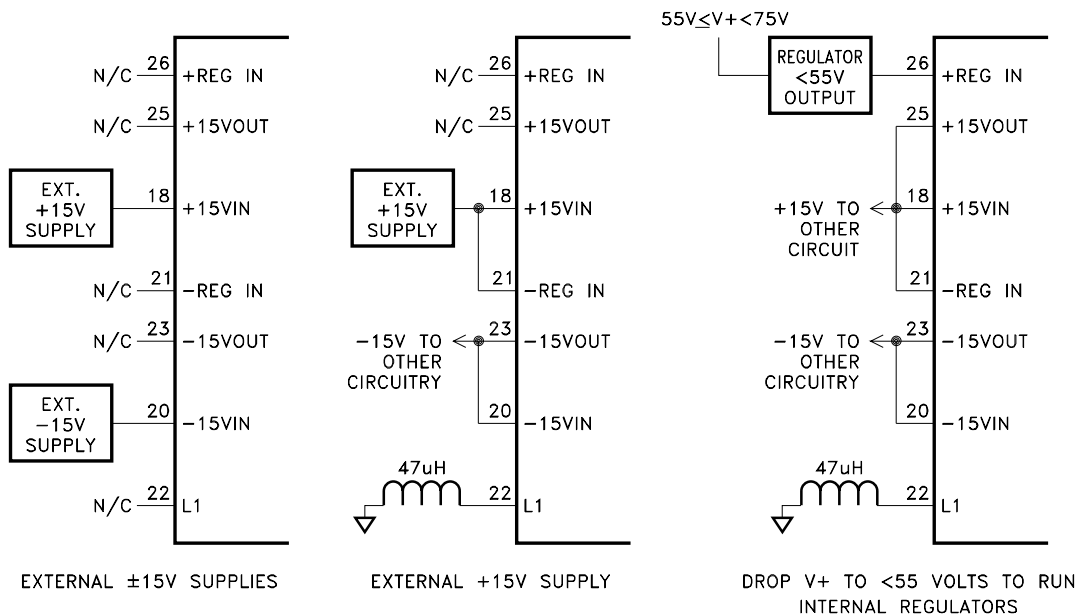 26
N/C
+REG IN
25
N/C
+15VOUT
EXT.
+15V
SUPPLY
18
+15VIN
21
N/C
-REG IN
23
N/C
-15VOUT
EXT.
-15V
SUPPLY
20
-15VIN
22
N/C
L1
EXTERNAL ±15V SUPPLIES
26
N/C
+REG IN
25
N/C
+15VOUT
EXT.
+15V
SUPPLY
18
+15VIN
21
-REG IN
23
-15V TO
OTHER
CIRCUITRY
-15VOUT
20
-15VIN
47uH
22
L1
EXTERNAL +15V SUPPLY
55V≤V+<75V
REGULATOR
<55V
OUTPUT
26
+REG IN
25
+15VOUT
+15V TO
OTHER
CIRCUIT
18
+15VIN
21
-REG IN
23
-15V TO
OTHER
CIRCUITRY
-15VOUT
20
-15VIN
47uH
22
L1
DROP V+ TO <55 VOLTS TO RUN
INTERNAL REGULATORS